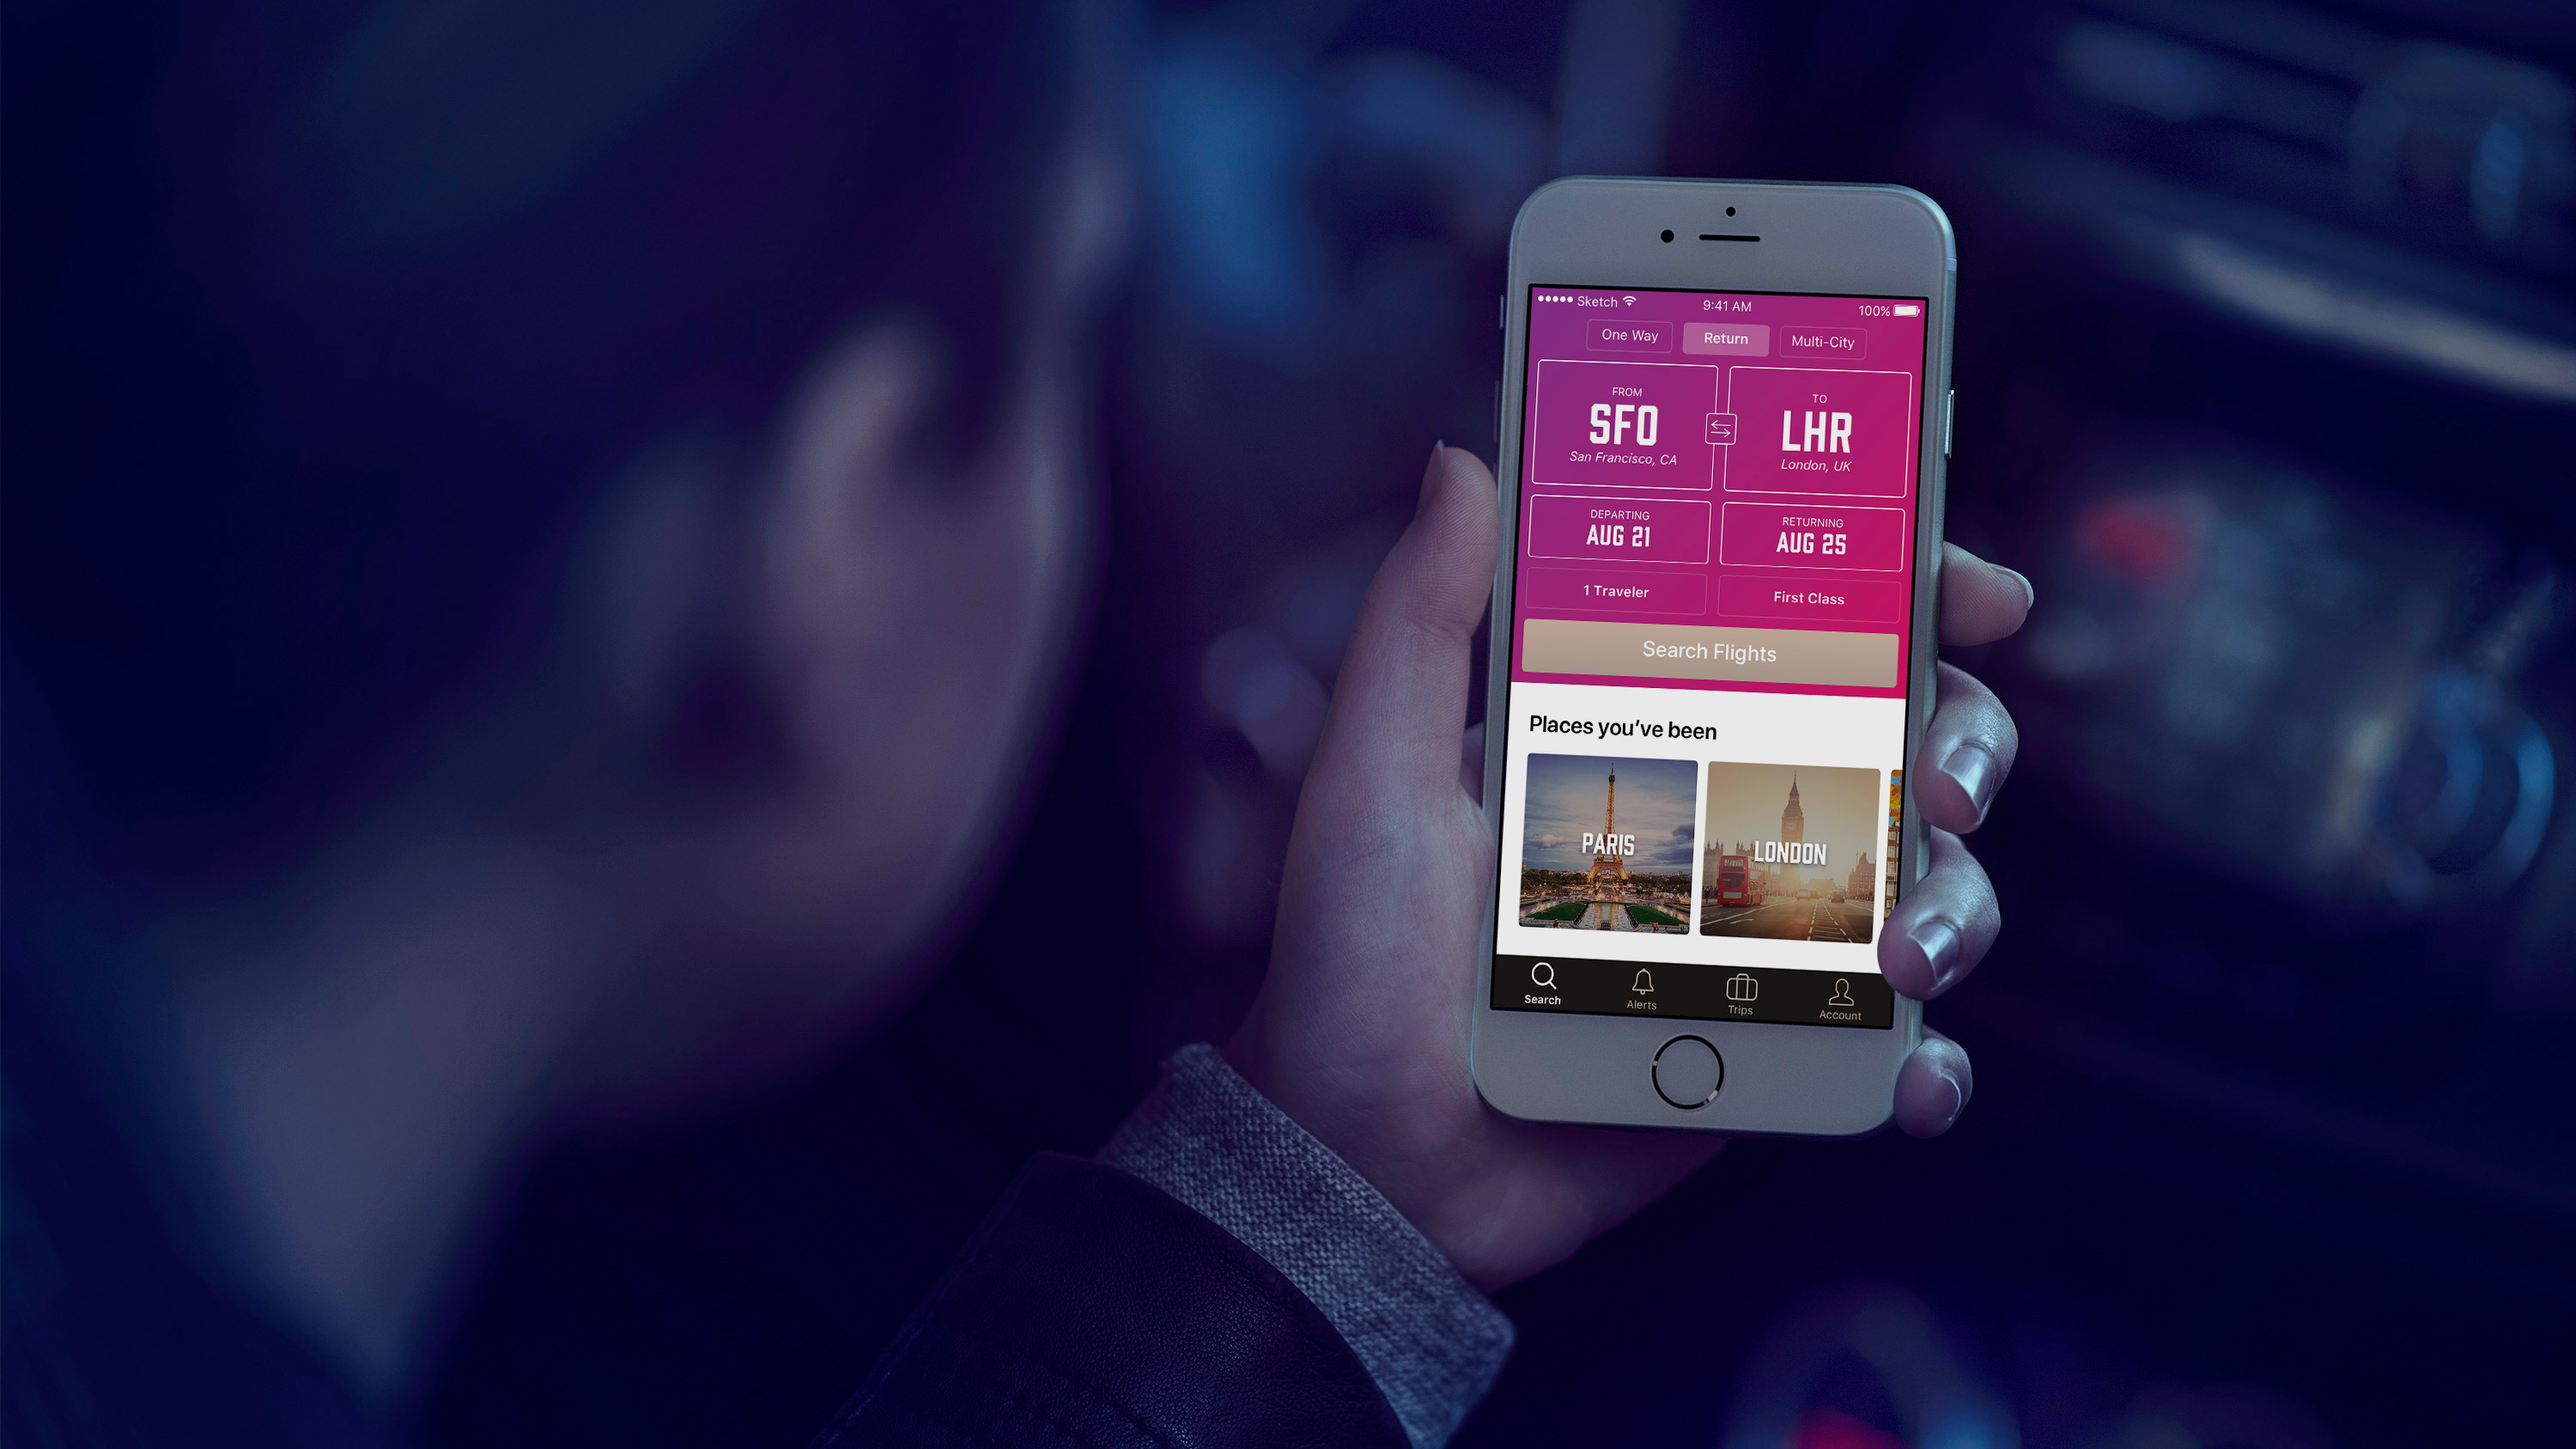 Sketch
9:41 AM
100%
One Way
Return
Multi-City
FROM
SFO
San Francisco, CA
TO
LHR
London, UK
DEPARTING
AUG 21
RETURNING
AUG 25
1 Traveler
First Class
Search Flights
Places you’ve been
PARIS
LONDON
Search
Alerts
Trips
Account